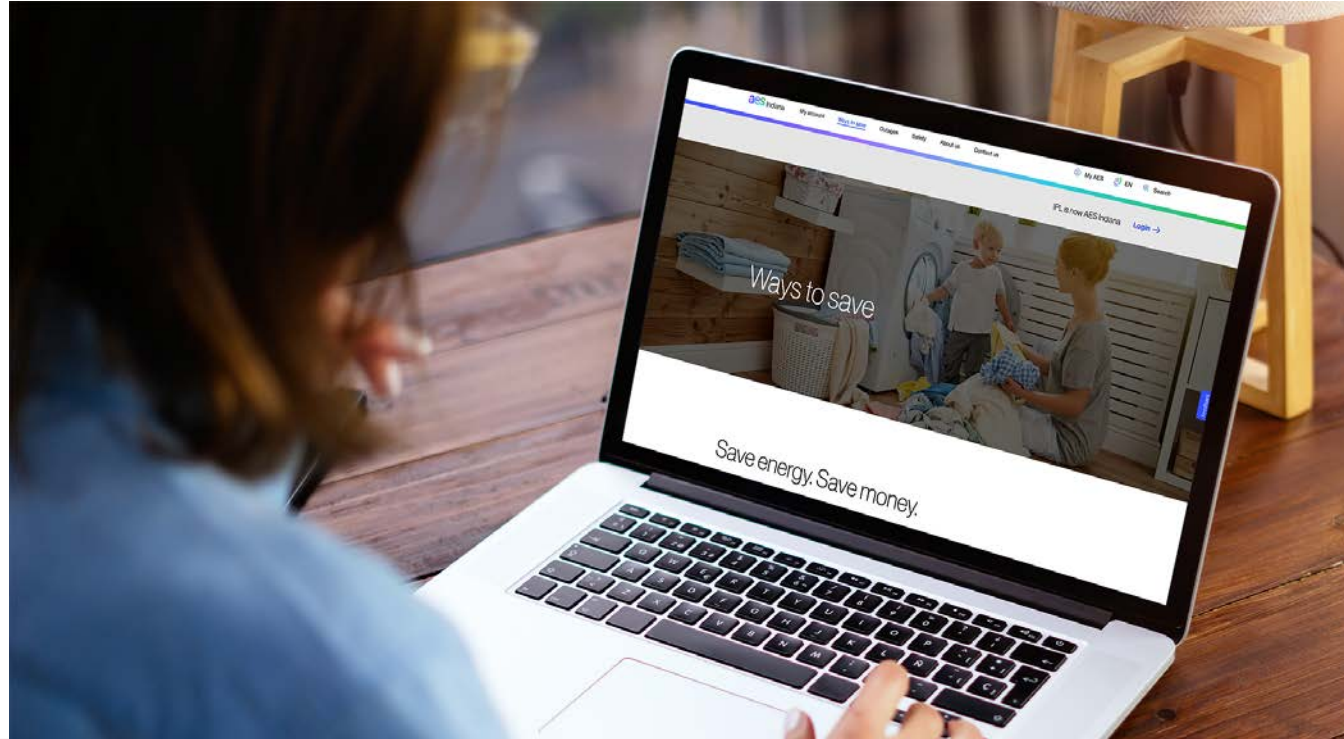 aes Indiana My account Ways to save Outages Safety About us Contact us
My AES EN Search
IPL is now AES Indiana Login →
Ways to save
Save energy. Save money.
Q W E R T Y U I O P
A S D F G H J K L Ñ
Z X C V B N M